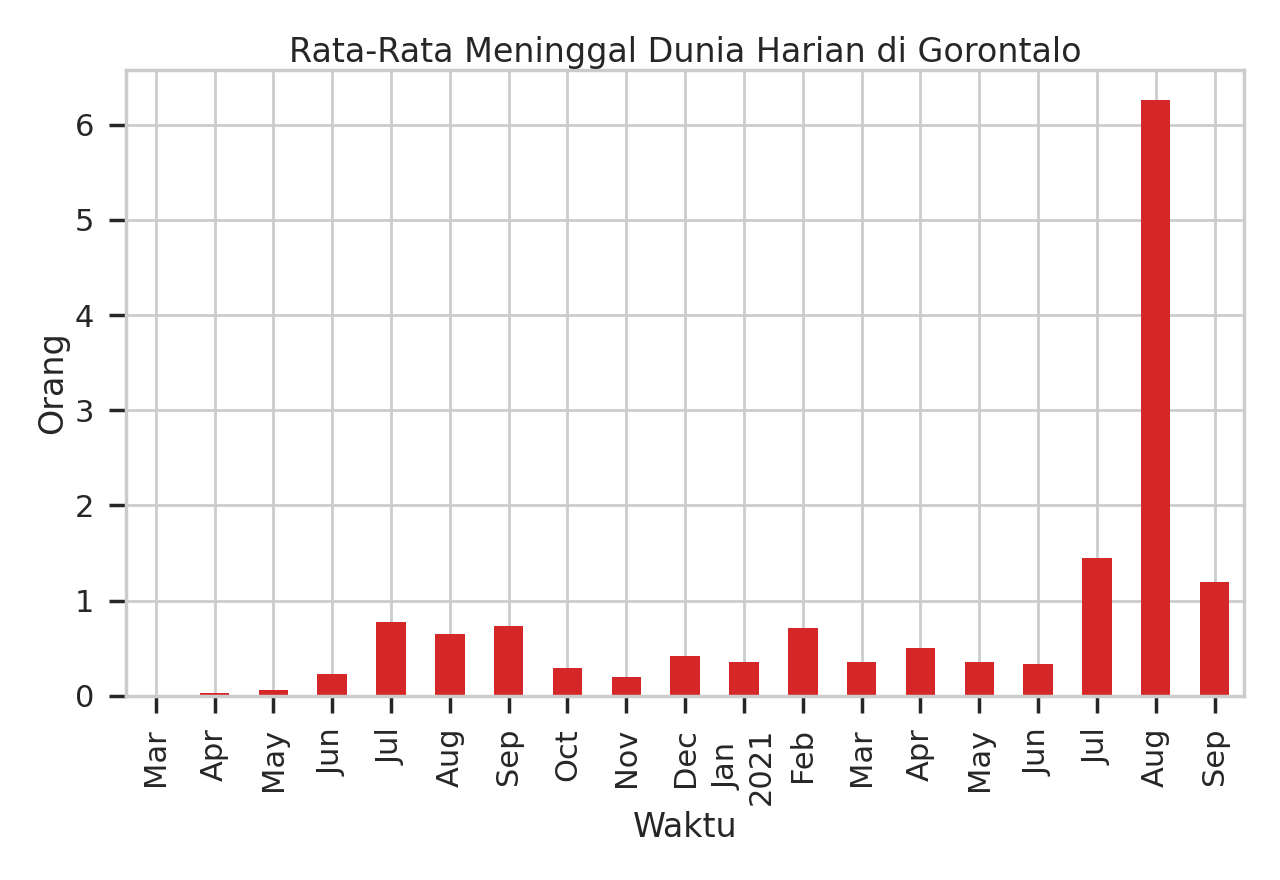 Rata-Rata Meninggal Dunia Harian di Gorontalo
Orang
6
5
4
3
2
1
0
Mar
Apr
May
Jun
Jul
Aug
Sep
Oct
Nov
Dec
Jan
2021
Feb
Mar
Apr
May
Jun
Jul
Aug
Sep
Waktu